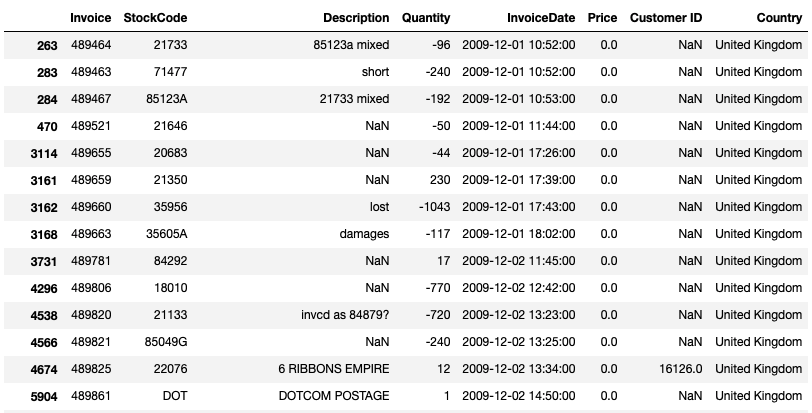 Invoice StockCode Description Quantity InvoiceDate Price Customer ID Country
263 489464 21733 85123a mixed -96 2009-12-01 10:52:00 0.0 NaN United Kingdom
283 489463 71477 short -240 2009-12-01 10:52:00 0.0 NaN United Kingdom
284 489467 85123A 21733 mixed -192 2009-12-01 10:53:00 0.0 NaN United Kingdom
470 489521 21646 NaN -50 2009-12-01 11:44:00 0.0 NaN United Kingdom
3114 489655 20683 NaN -44 2009-12-01 17:26:00 0.0 NaN United Kingdom
3161 489659 21350 NaN 230 2009-12-01 17:39:00 0.0 NaN United Kingdom
3162 489660 35956 lost -1043 2009-12-01 17:43:00 0.0 NaN United Kingdom
3168 489663 35605A damages -117 2009-12-01 18:02:00 0.0 NaN United Kingdom
3731 489781 84292 NaN 17 2009-12-02 11:45:00 0.0 NaN United Kingdom
4296 489806 18010 NaN -770 2009-12-02 12:42:00 0.0 NaN United Kingdom
4538 489820 21133 invcd as 84879? -720 2009-12-02 13:23:00 0.0 NaN United Kingdom
4566 489821 85049G NaN -240 2009-12-02 13:25:00 0.0 NaN United Kingdom
4674 489825 22076 6 RIBBONS EMPIRE 12 2009-12-02 13:34:00 0.0 16126.0 United Kingdom
5904 489861 DOT DOTCOM POSTAGE 1 2009-12-02 14:50:00 0.0 NaN United Kingdom